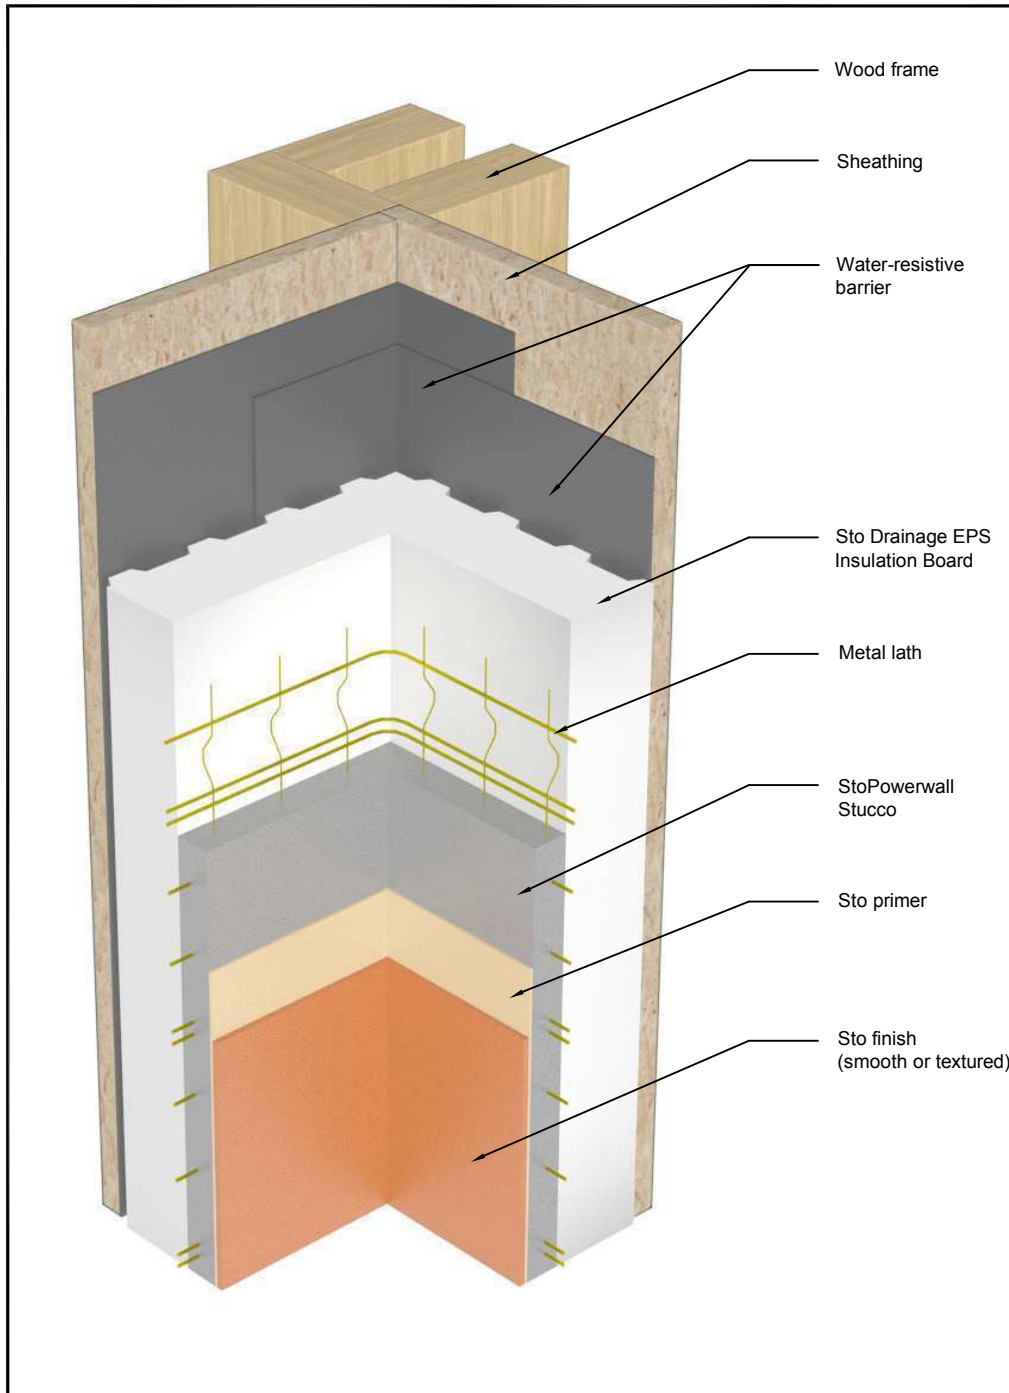 Wood frame
Sheathing
Water-resistive
barrier
Sto Drainage EPS
Insulation Board
Metal lath
StoPowerwall
Stucco
Sto primer
Sto finish
(smooth or textured)